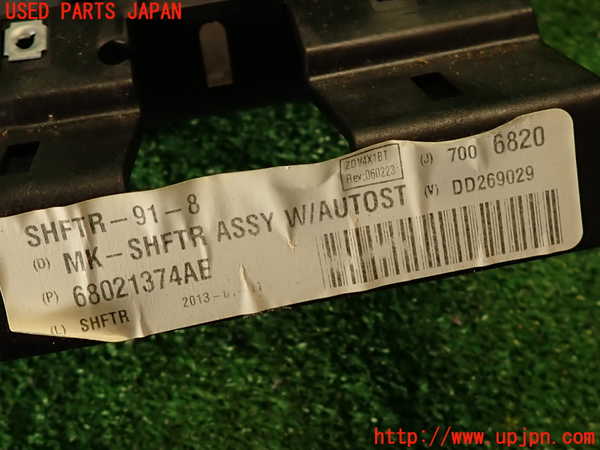 USED PARTS JAPAN
ZDW4X1BT
Rev:060223
(J) 700 6820
SHFTR-91-8
(V) DD269029
(D) MK-SHFTR ASSY W/AUTOST
(P) 68021374AE
2013-
(L) SHFTR
http://www.upjpn.com/